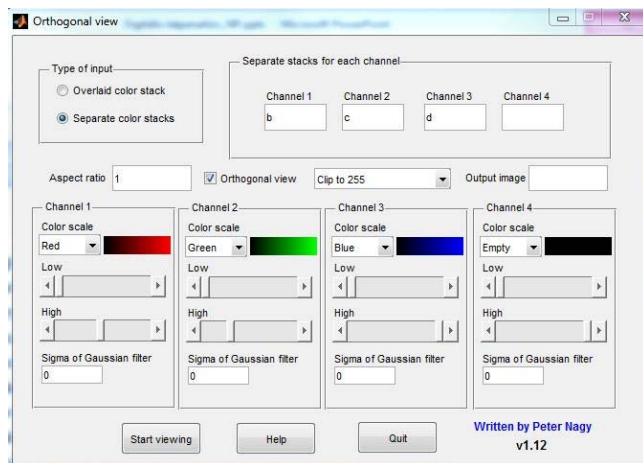 Orthogonal view
Type of input
Overlaid color stack
Separate color stacks
Separate stacks for each channel
Channel 1 Channel 2 Channel 3 Channel 4
b c d
Aspect ratio 1 Orthogonal view Clip to 255 Output image
Channel 1
Color scale
Red
Low
High
Sigma of Gaussian filter
0
Channel 2
Color scale
Green
Low
High
Sigma of Gaussian filter
0
Channel 3
Color scale
Blue
Low
High
Sigma of Gaussian filter
0
Channel 4
Color scale
Empty
Low
High
Sigma of Gaussian filter
0
Start viewing Help Quit
Written by Peter Nagy
v1.12